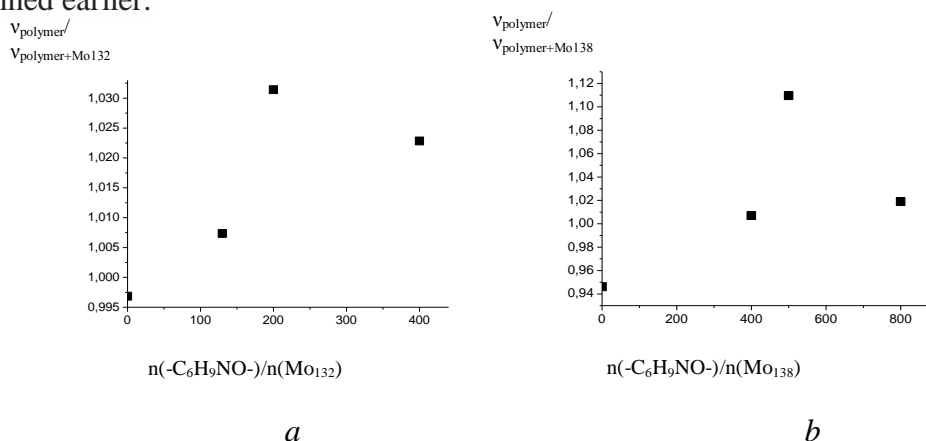 ned earlier.
νpolymer/
νpolymer+Mo132
1,030
1,025
1,020
1,015
1,010
1,005
1,000
0,995
0 100 200 300 400
n(-C₆H₉NO-)/n(Mo₁₃₂)
a
νpolymer/
νpolymer+Mo138
1,12
1,10
1,08
1,06
1,04
1,02
1,00
0,98
0,96
0,94
0 200 400 600 800
n(-C₆H₉NO-)/n(Mo₁₃₈)
b